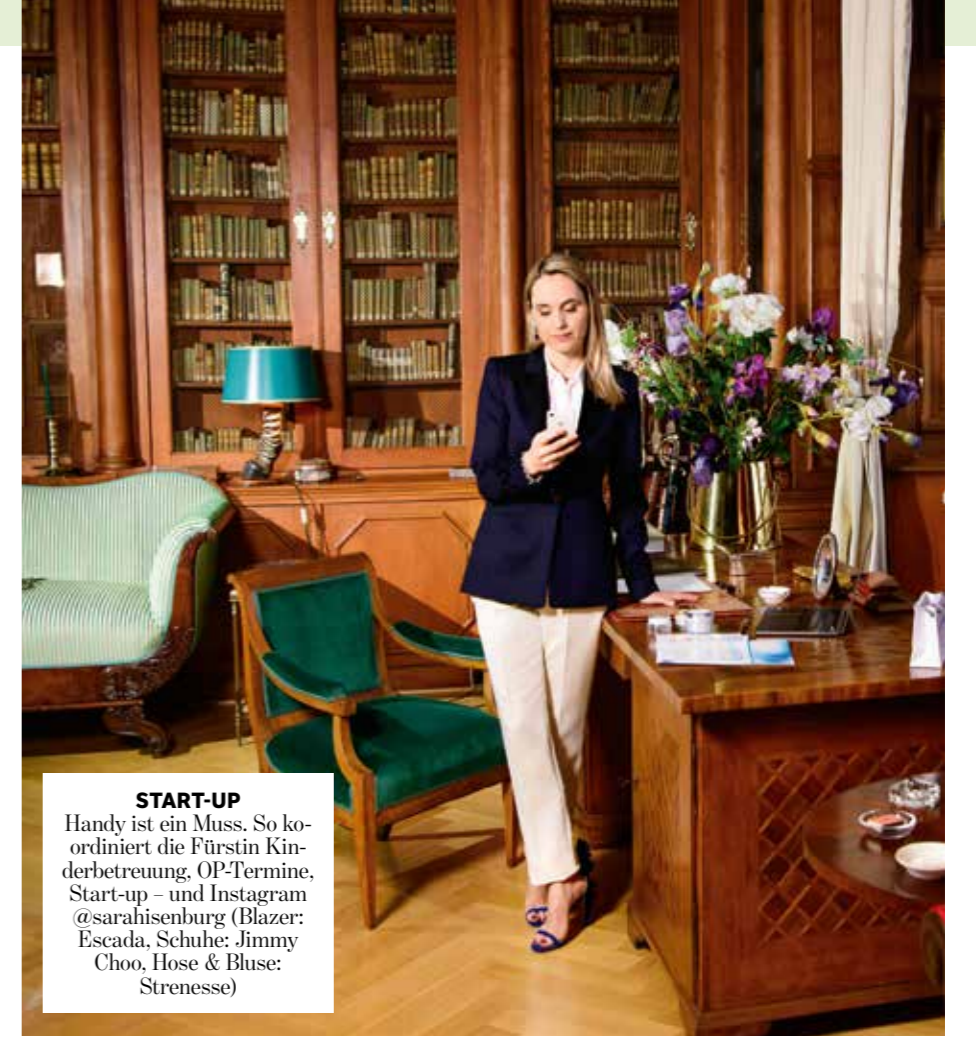 START-UP
Handy ist ein Muss. So ko-
ordiniert die Fürstin Kin-
derbetreuung, OP-Termine,
Start-up – und Instagram
@sarahisenburg (Blazer:
Escada, Schuhe: Jimmy
Choo, Hose & Bluse:
Strenesse)